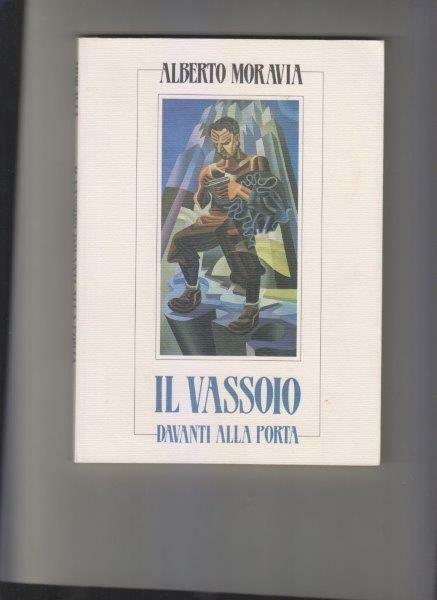 ALBERTO MORAVIA
IL VASSOIO
DAVANTI ALLA PORTA